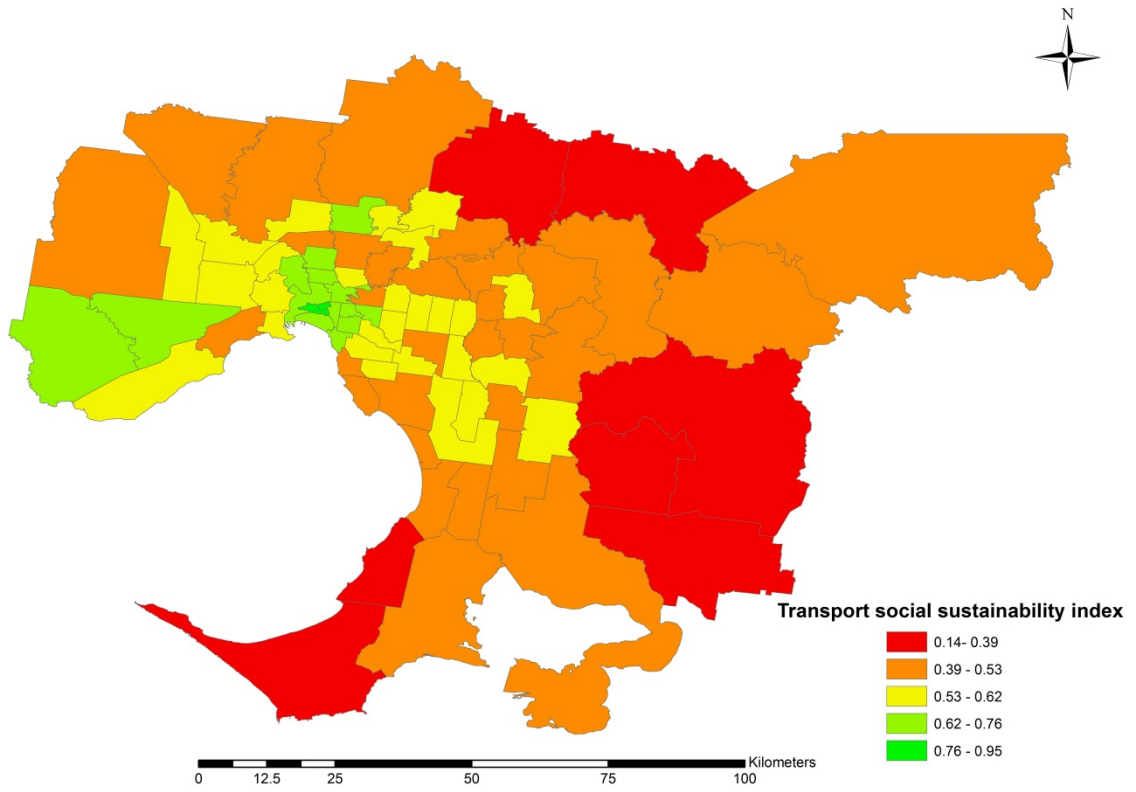 N
Transport social sustainability index
0.14- 0.39
0.39 - 0.53
0.53 - 0.62
0.62 - 0.76
0.76 - 0.95
Kilometers
0 12.5 25 50 75 100